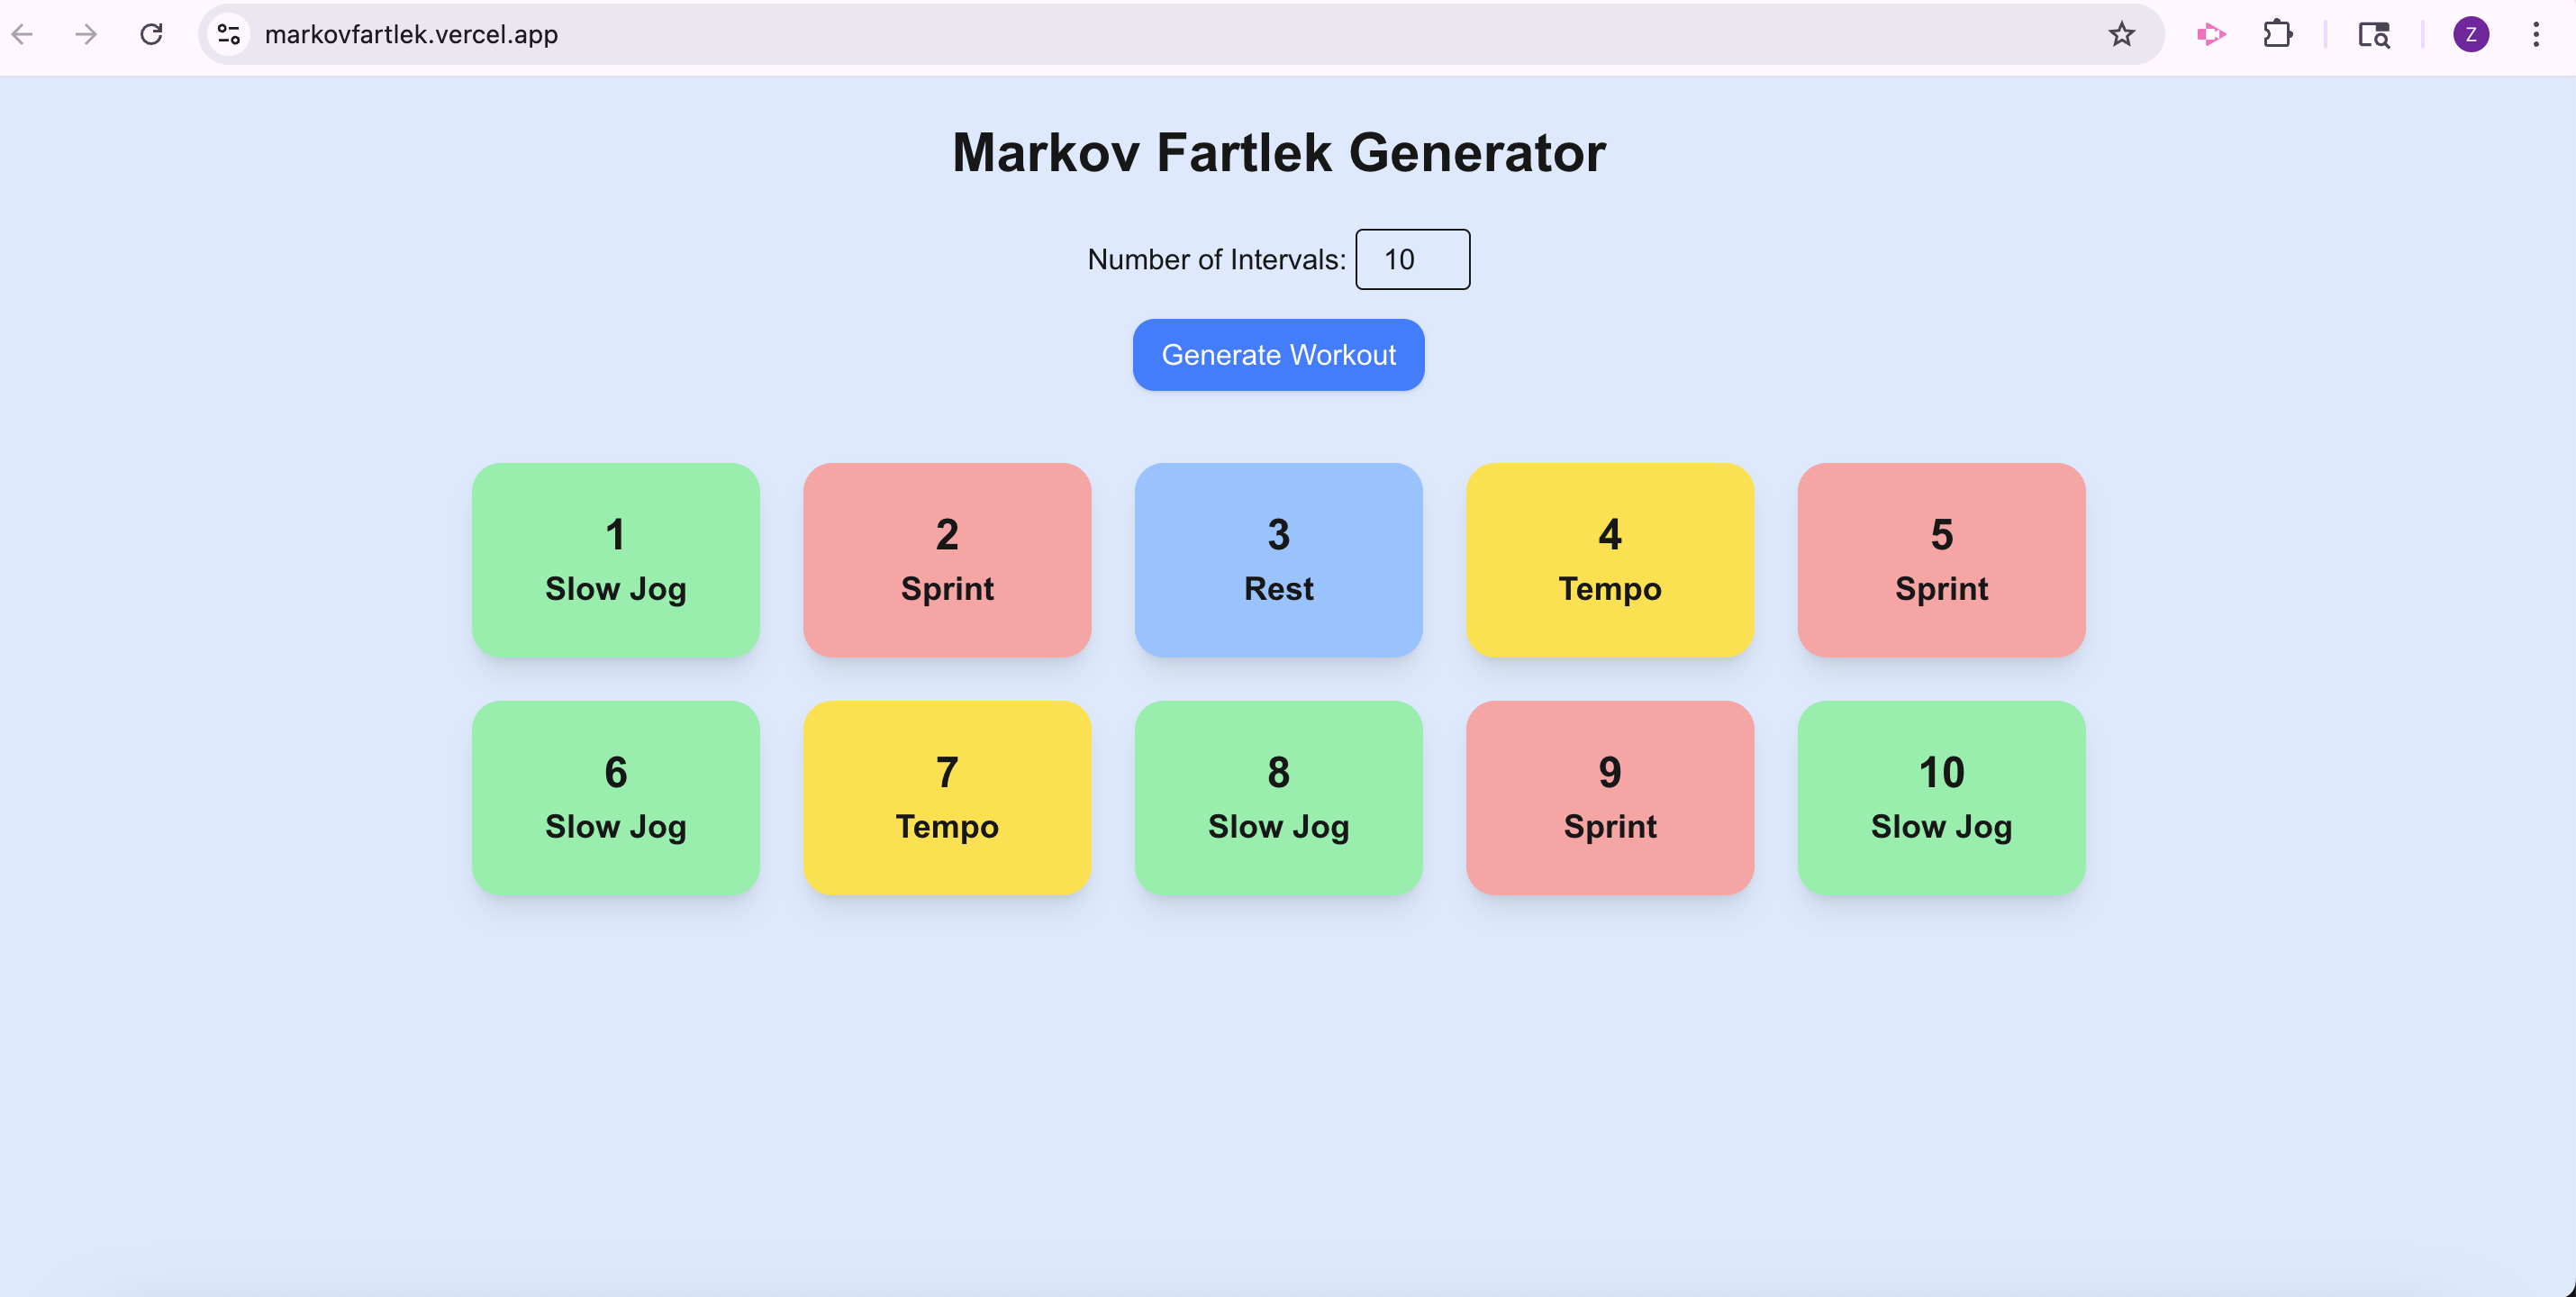 markovfartlek.vercel.app
Z
Markov Fartlek Generator
Number of Intervals: 10
Generate Workout
1
Slow Jog
2
Sprint
3
Rest
4
Tempo
5
Sprint
6
Slow Jog
7
Tempo
8
Slow Jog
9
Sprint
10
Slow Jog